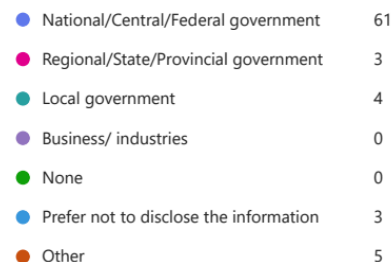 National/Central/Federal government 61
Regional/State/Provincial government 3
Local government 4
Business/ industries 0
None 0
Prefer not to disclose the information 3
Other 5